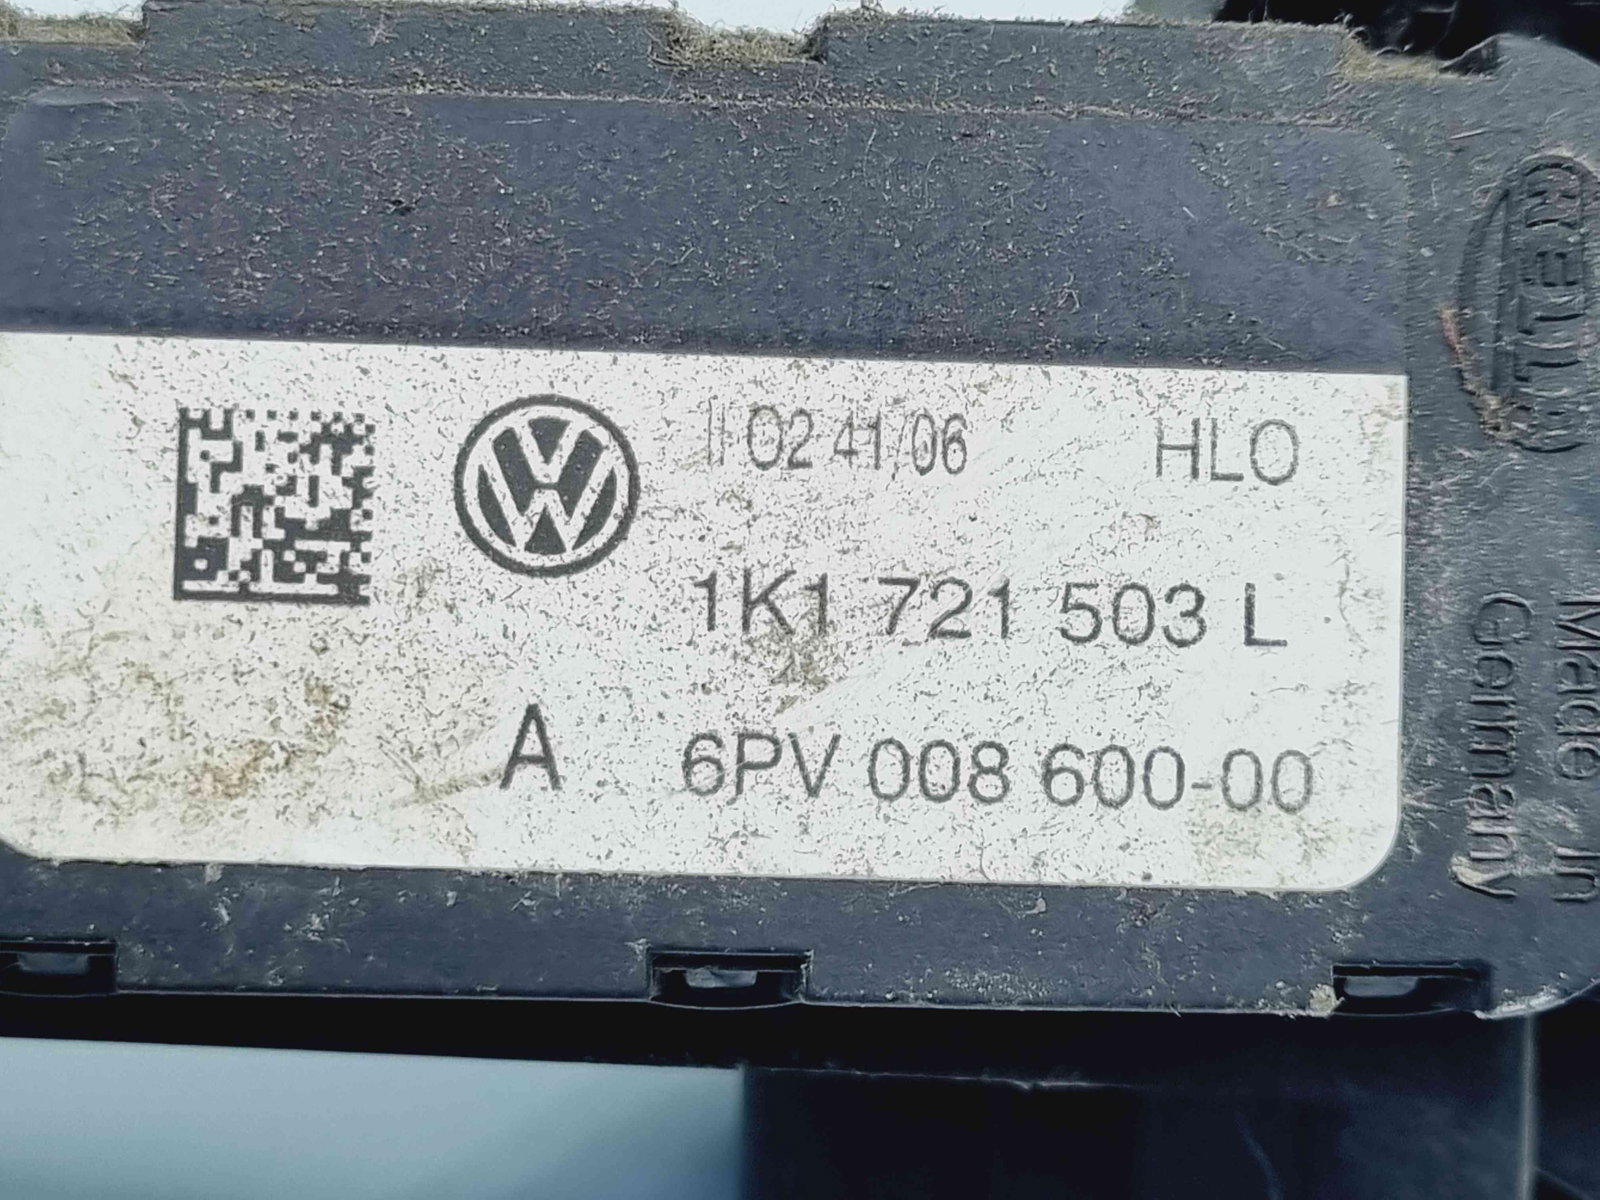 HELLA
II 02 41/06 HLO
1K1 721 503 L
A 6PV 008 600-00
Made in
Germany